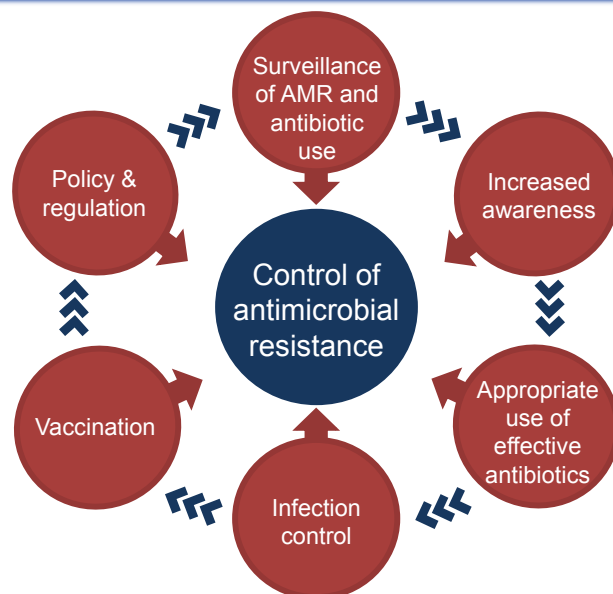 Surveillance
of AMR and
antibiotic
use
Policy &
regulation
Increased
awareness
Control of
antimicrobial
resistance
Vaccination
Appropriate
use of
effective
antibiotics
Infection
control